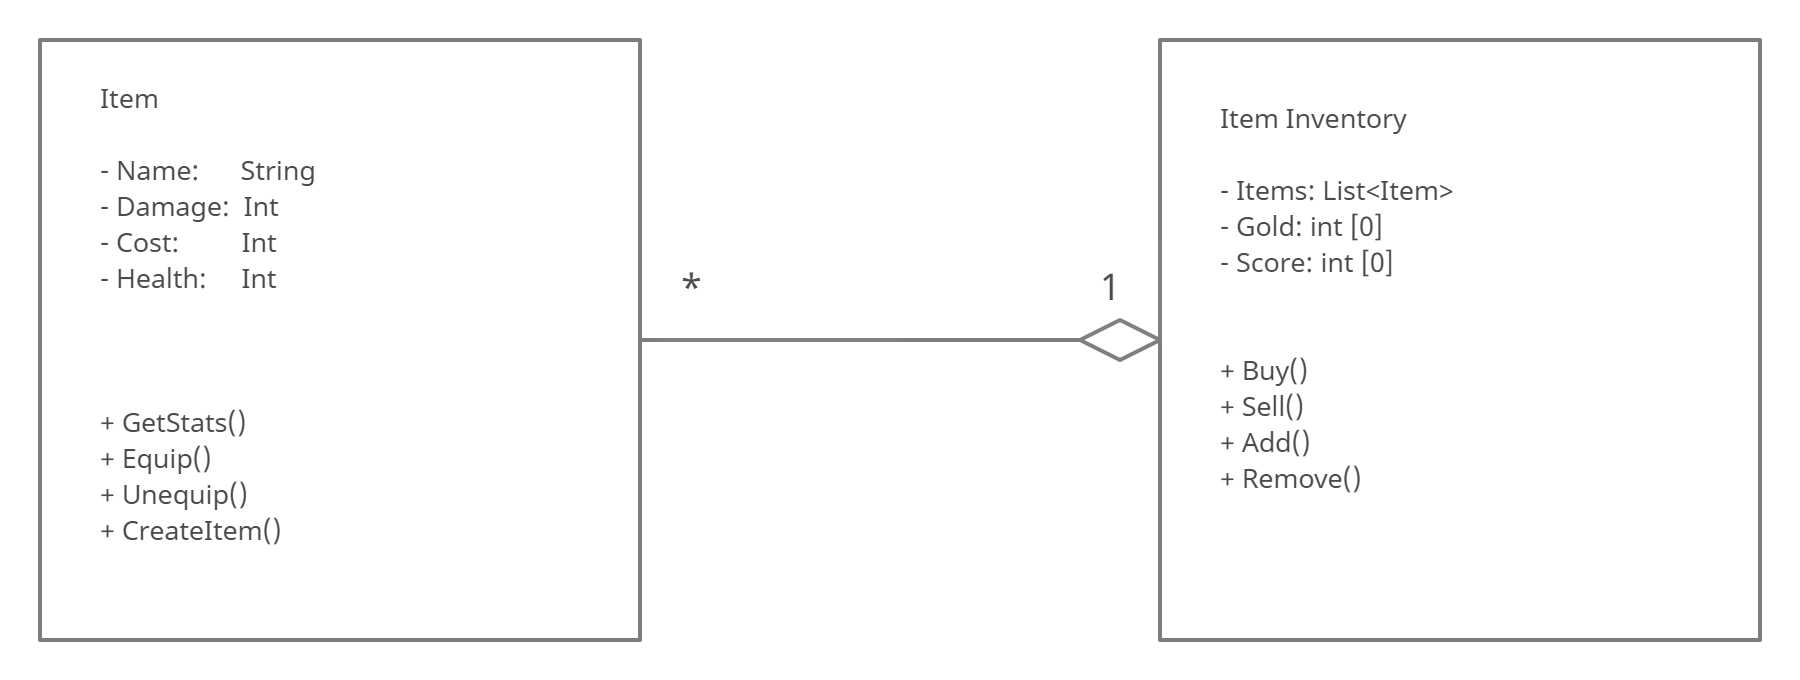 Item
- Name: String
- Damage: Int
- Cost: Int
- Health: Int
+ GetStats()
+ Equip()
+ Unequip()
+ CreateItem()
*
1
Item Inventory
- Items: List<Item>
- Gold: int [0]
- Score: int [0]
+ Buy()
+ Sell()
+ Add()
+ Remove()